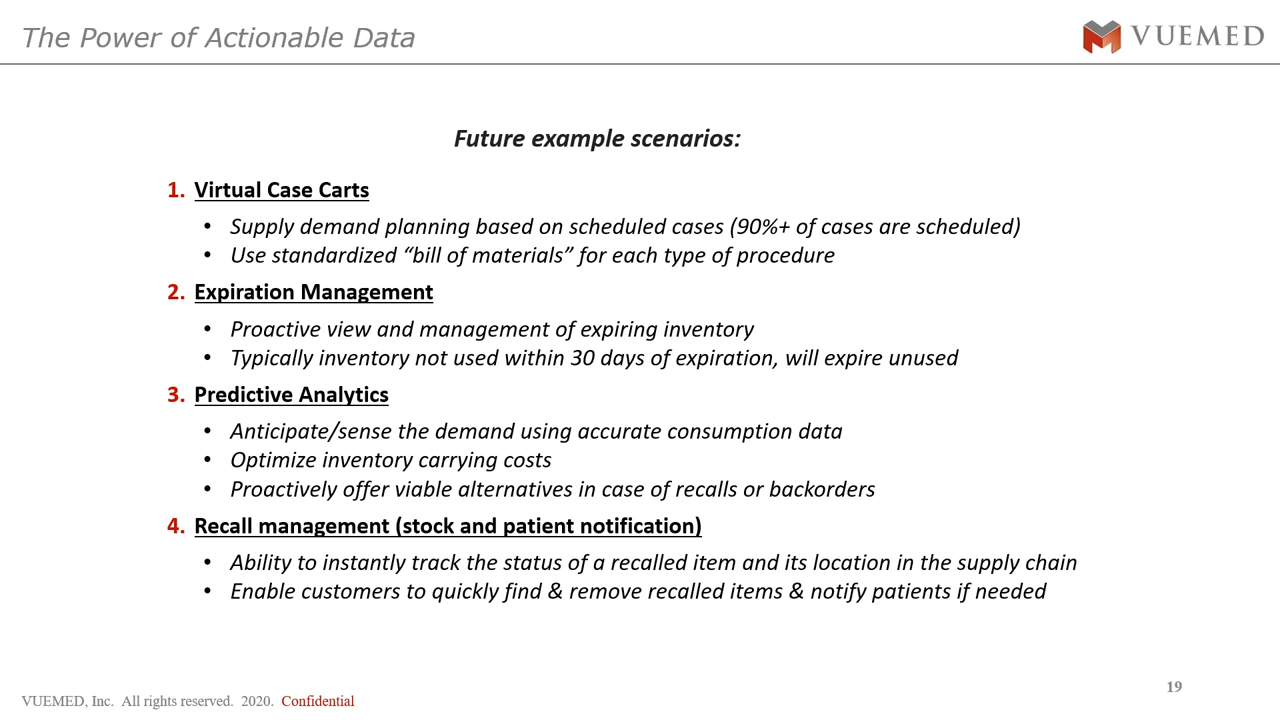 The Power of Actionable Data
VUEMED
Future example scenarios:
1. Virtual Case Carts
• Supply demand planning based on scheduled cases (90%+ of cases are scheduled)
• Use standardized “bill of materials” for each type of procedure
2. Expiration Management
• Proactive view and management of expiring inventory
• Typically inventory not used within 30 days of expiration, will expire unused
3. Predictive Analytics
• Anticipate/sense the demand using accurate consumption data
• Optimize inventory carrying costs
• Proactively offer viable alternatives in case of recalls or backorders
4. Recall management (stock and patient notification)
• Ability to instantly track the status of a recalled item and its location in the supply chain
• Enable customers to quickly find & remove recalled items & notify patients if needed
VUEMED, Inc. All rights reserved. 2020. Confidential
19